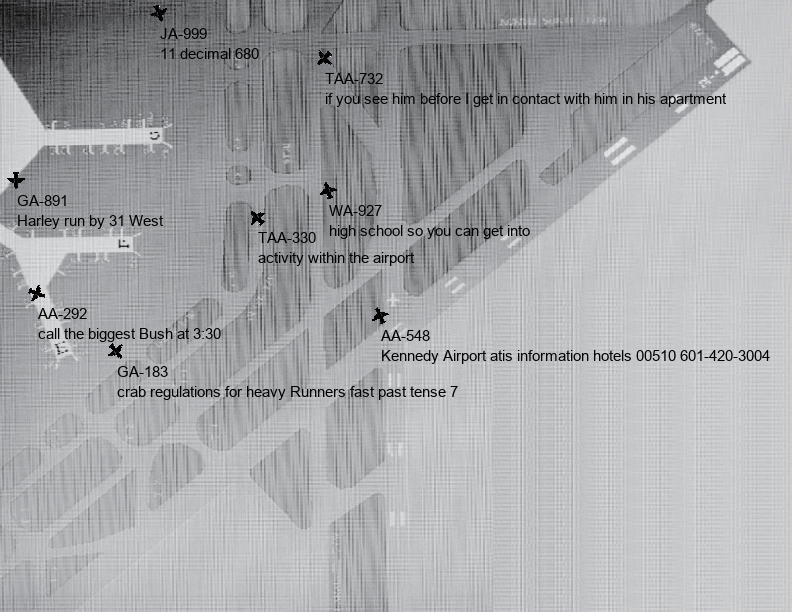 JA-999
11 decimal 680
TAA-732
if you see him before I get in contact with him in his apartment
GA-891
Harley run by 31 West
WA-927
high school so you can get into
TAA-330
activity within the airport
AA-292
call the biggest Bush at 3:30
AA-548
Kennedy Airport atis information hotels 00510 601-420-3004
GA-183
crab regulations for heavy Runners fast past tense 7